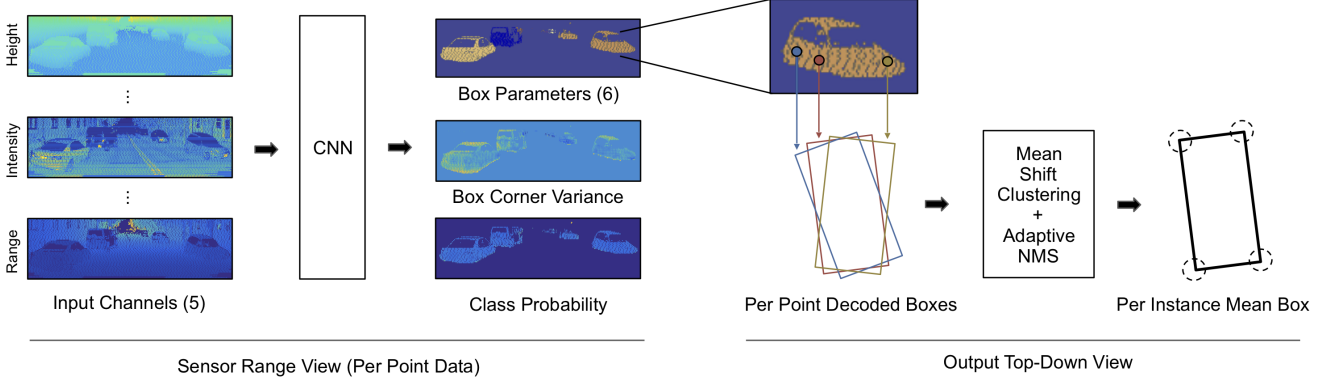 Height
⋮
Intensity
⋮
Range
Input Channels (5)
CNN
Box Parameters (6)
Box Corner Variance
Class Probability
Sensor Range View (Per Point Data)
Per Point Decoded Boxes
Mean
Shift
Clustering
+
Adaptive
NMS
Per Instance Mean Box
Output Top-Down View